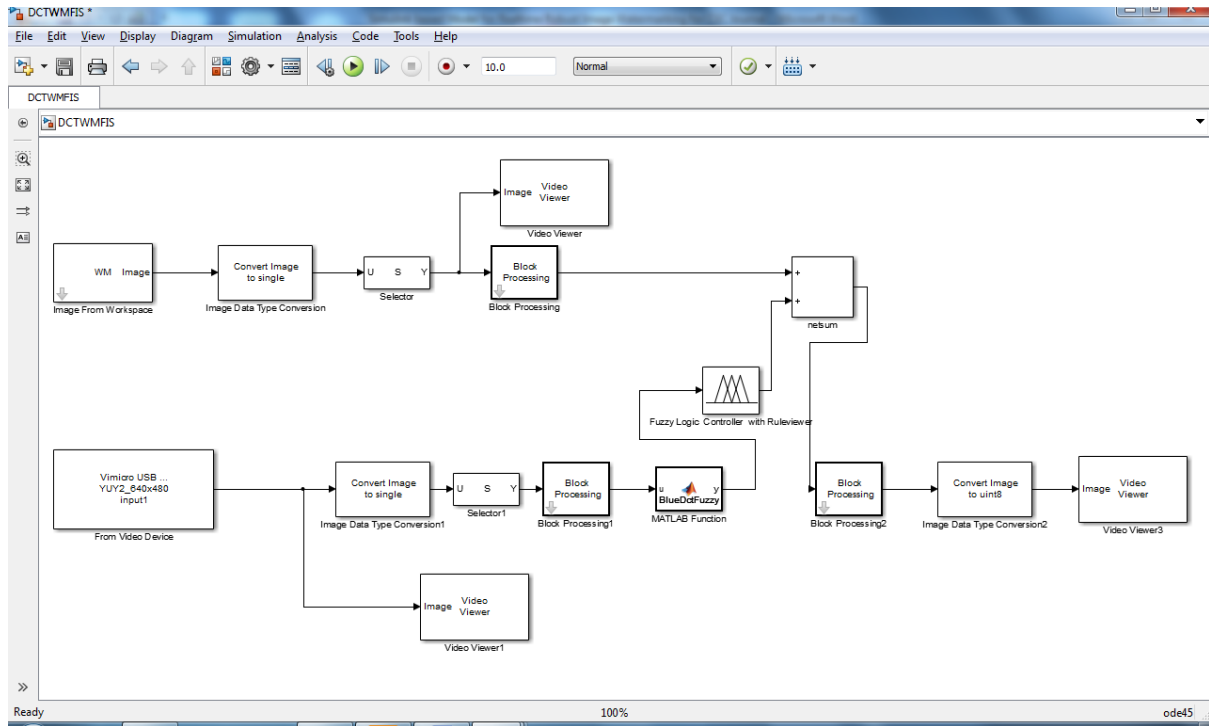 DCTWMFIS *
File Edit View Display Diagram Simulation Analysis Code Tools Help
10.0 Normal
DCTWMFIS
DCTWMFIS
Image Video
Viewer
Video Viewer
WM Image
Image From Workspace
Convert Image
to single
Image Data Type Conversion
U S Y
Selector
Block
Processing
Block Processing
+
+
netsum
Fuzzy Logic Controller with Ruleviewer
Vimicro USB ...
YUY2_640x480
input1
From Video Device
Convert Image
to single
Image Data Type Conversion1
U S Y
Selector1
Block
Processing
Block Processing1
u y
BlueDctFuzzy
MATLAB Function
Block
Processing
Block Processing2
Convert Image
to uint8
Image Data Type Conversion2
Image Video
Viewer
Video Viewer3
Image Video
Viewer
Video Viewer1
Ready 100% ode45